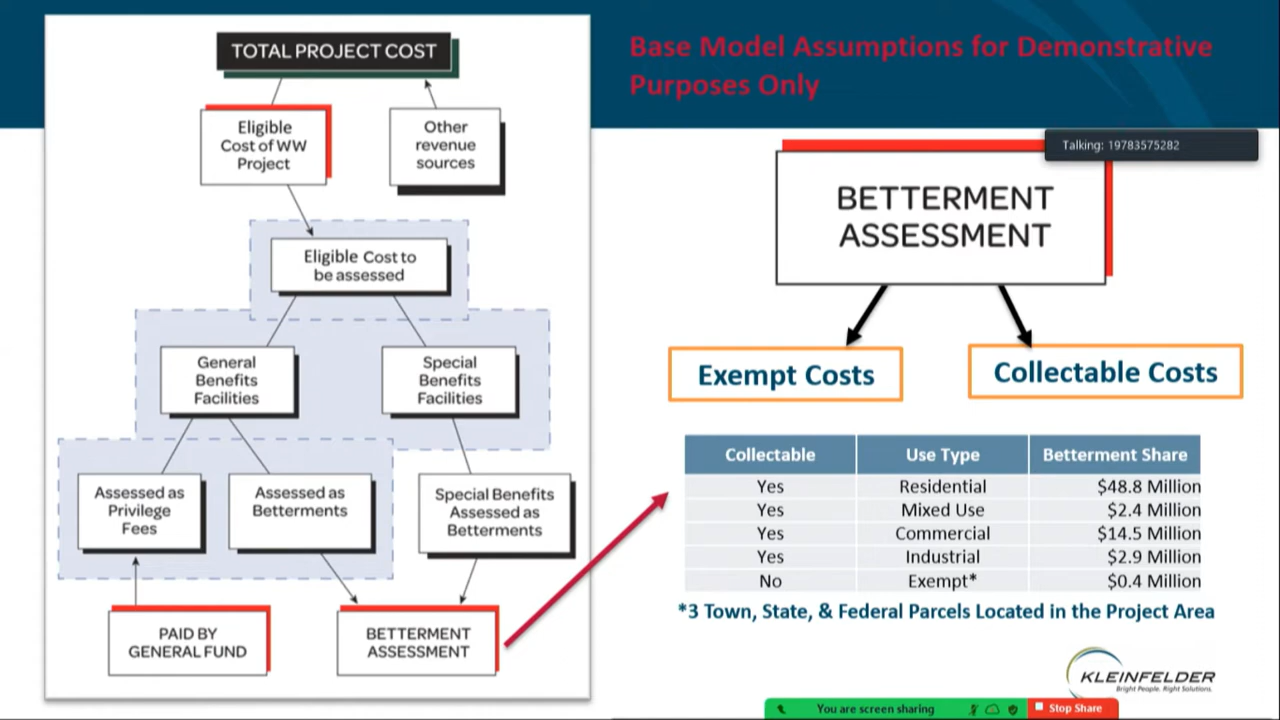 TOTAL PROJECT COST
Eligible
Cost of WW
Project
Other
revenue
sources
Eligible Cost to
be assessed
General
Benefits
Facilities
Special
Benefits
Facilities
Assessed as
Privilege
Fees
Assessed as
Betterments
Special Benefits
Assessed as
Betterments
PAID BY
GENERAL FUND
BETTERMENT
ASSESSMENT
Base Model Assumptions for Demonstrative
Purposes Only
Talking: 19783575282
BETTERMENT
ASSESSMENT
Exempt Costs
Collectable Costs
Collectable Use Type Betterment Share
Yes Residential $48.8 Million
Yes Mixed Use $2.4 Million
Yes Commercial $14.5 Million
Yes Industrial $2.9 Million
No Exempt* $0.4 Million
*3 Town, State, & Federal Parcels Located in the Project Area
KLEINFELDER
Bright People. Right Solutions.
You are screen sharing
Stop Share